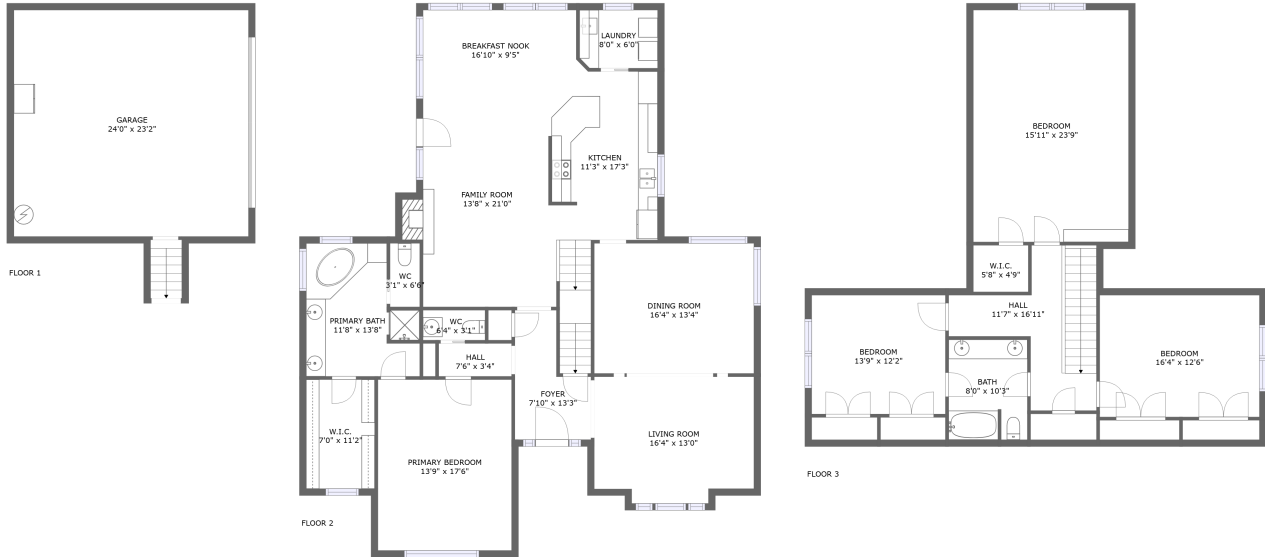 GARAGE
24'0" x 23'2"
FLOOR 1
BREAKFAST NOOK
16'10" x 9'5"
LAUNDRY
8'0" x 6'0"
KITCHEN
11'3" x 17'3"
FAMILY ROOM
13'8" x 21'0"
WC
3'1" x 6'6"
PRIMARY BATH
11'8" x 13'8"
WC
6'4" x 3'1"
HALL
7'6" x 3'4"
DINING ROOM
16'4" x 13'4"
FOYER
7'10" x 13'3"
W.I.C.
7'0" x 11'2"
LIVING ROOM
16'4" x 13'0"
PRIMARY BEDROOM
13'9" x 17'6"
FLOOR 2
BEDROOM
15'11" x 23'9"
W.I.C.
5'8" x 4'9"
HALL
11'7" x 16'11"
BEDROOM
13'9" x 12'2"
BEDROOM
16'4" x 12'6"
BATH
8'0" x 10'3"
FLOOR 3